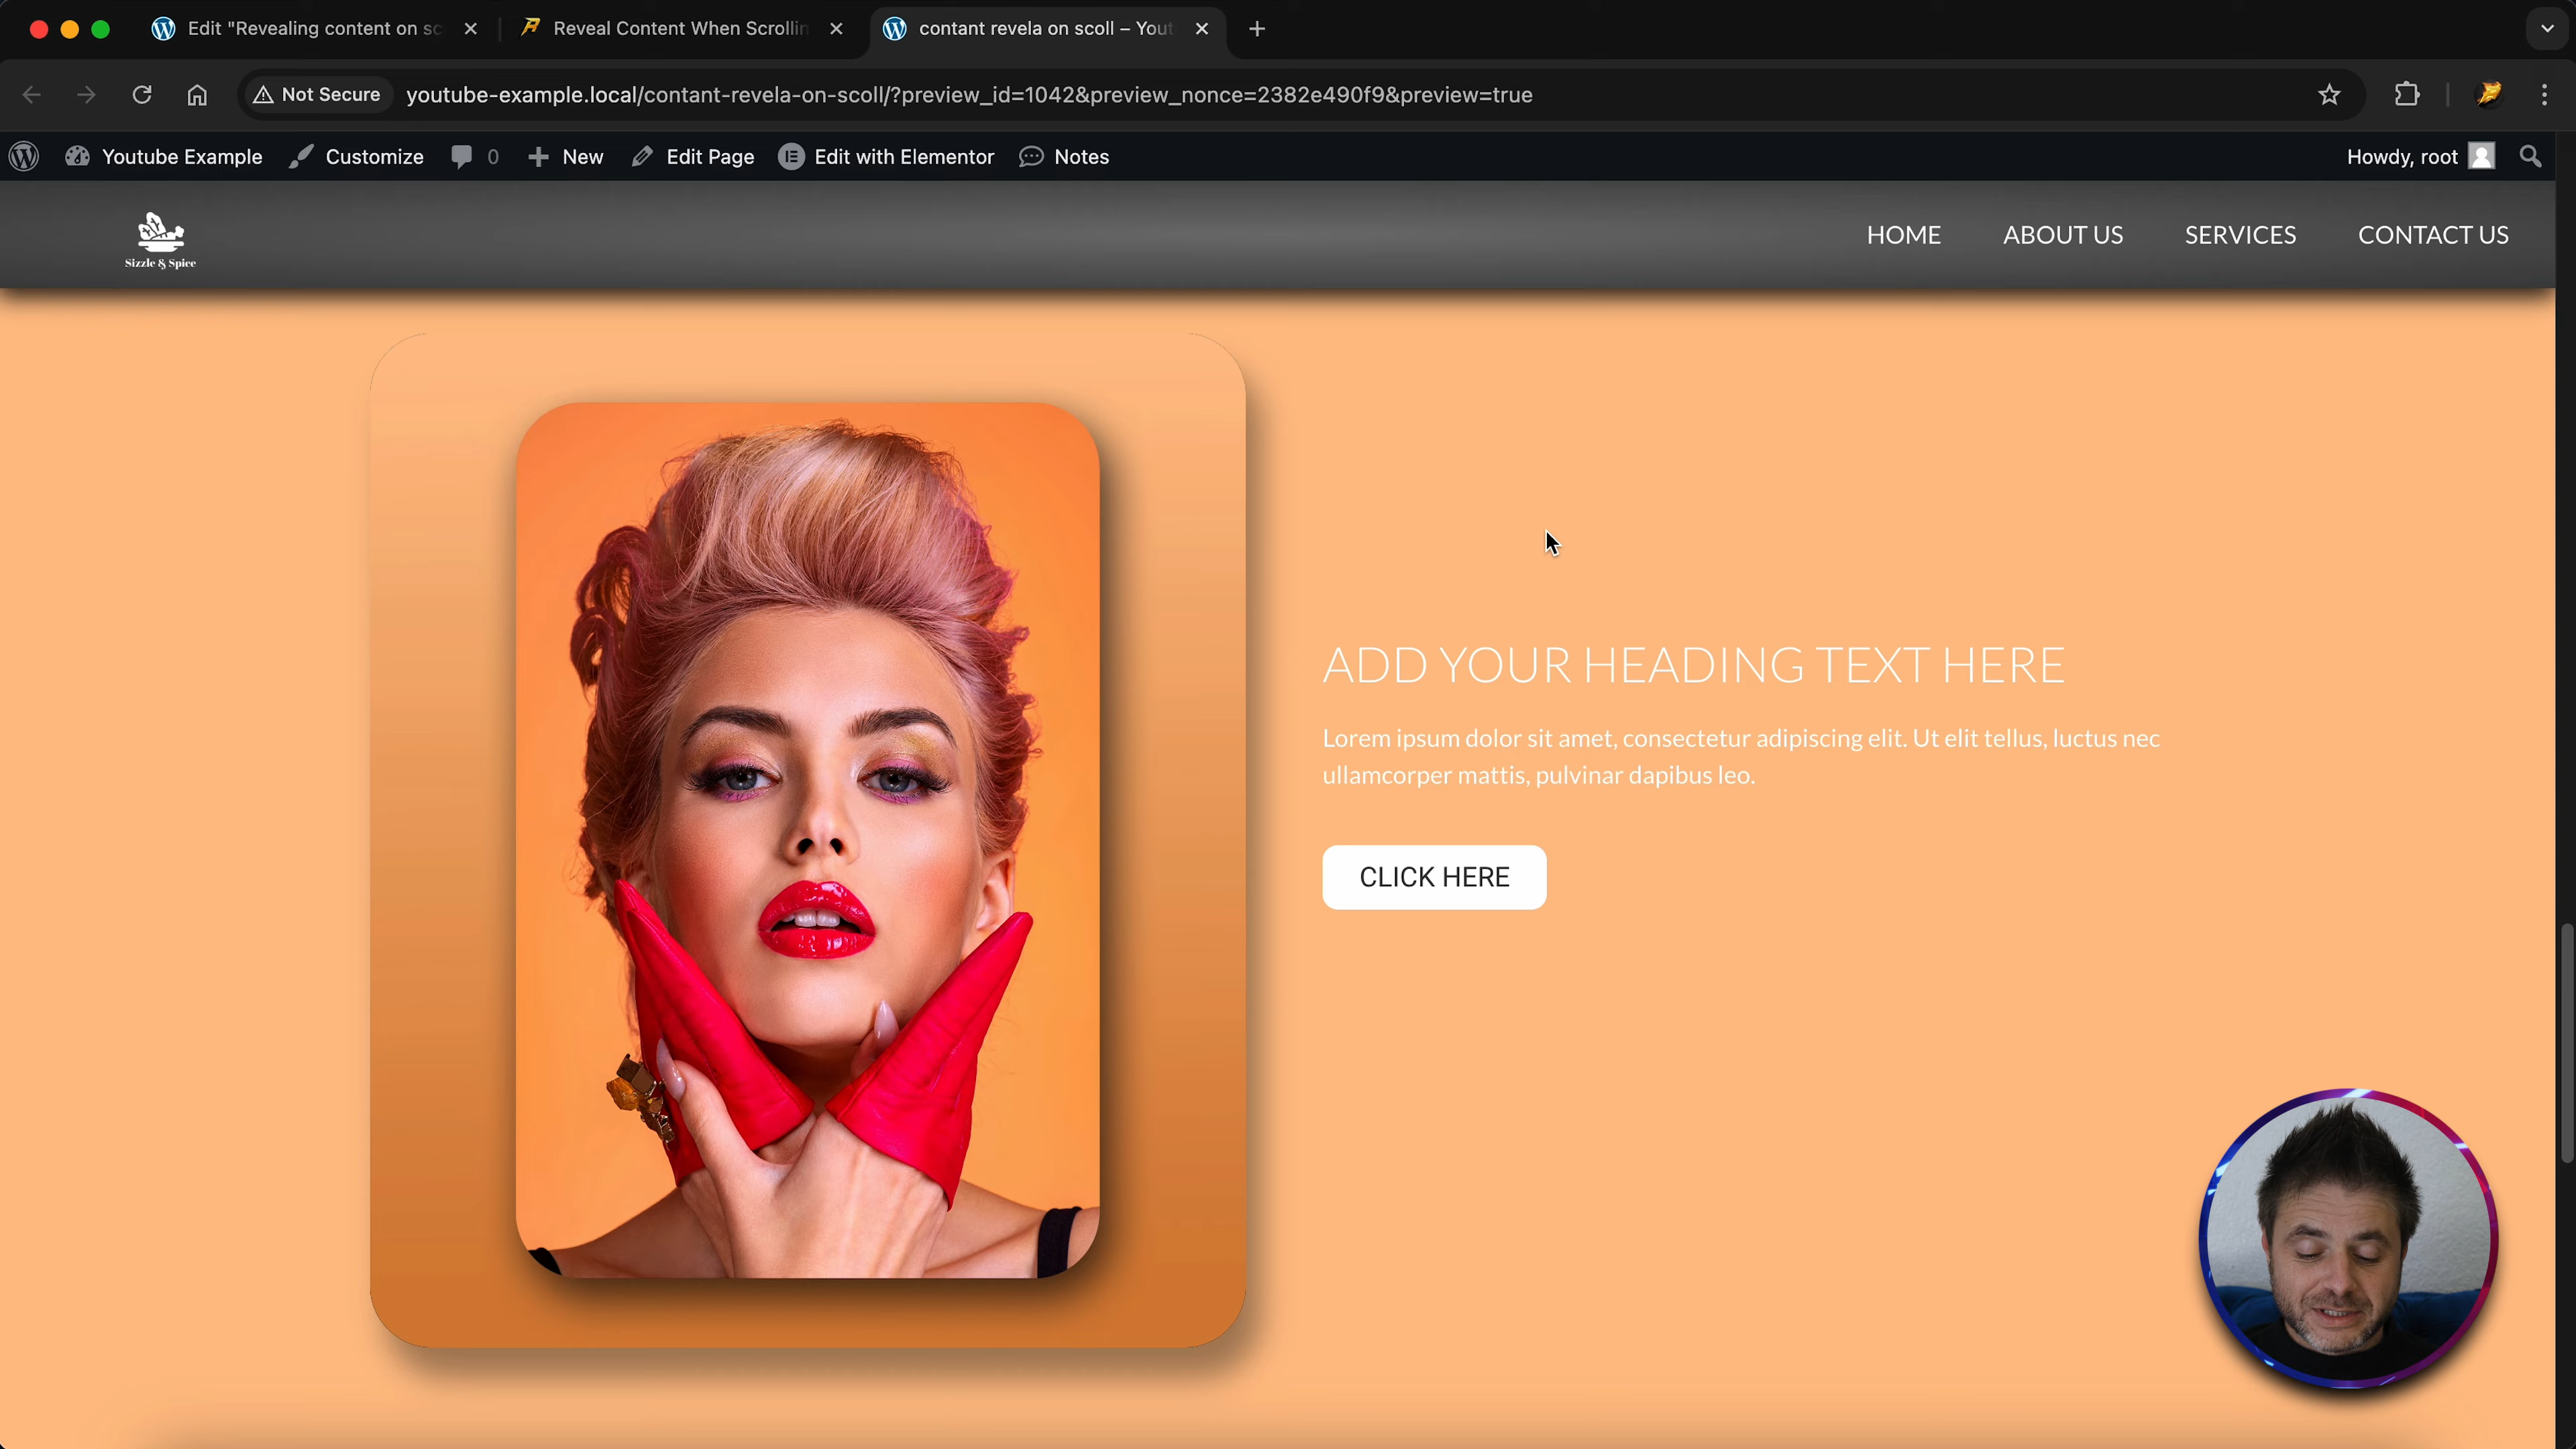 Edit "Revealing content on sc
Reveal Content When Scrollin
contant revela on scoll – Yout
Not Secure
youtube-example.local/contant-revela-on-scoll/?preview_id=1042&preview_nonce=2382e490f9&preview=true
Youtube Example
Customize
0
New
Edit Page
Edit with Elementor
Notes
Howdy, root
Sizzle & Spice
HOME
ABOUT US
SERVICES
CONTACT US
ADD YOUR HEADING TEXT HERE
Lorem ipsum dolor sit amet, consectetur adipiscing elit. Ut elit tellus, luctus nec
ullamcorper mattis, pulvinar dapibus leo.
CLICK HERE